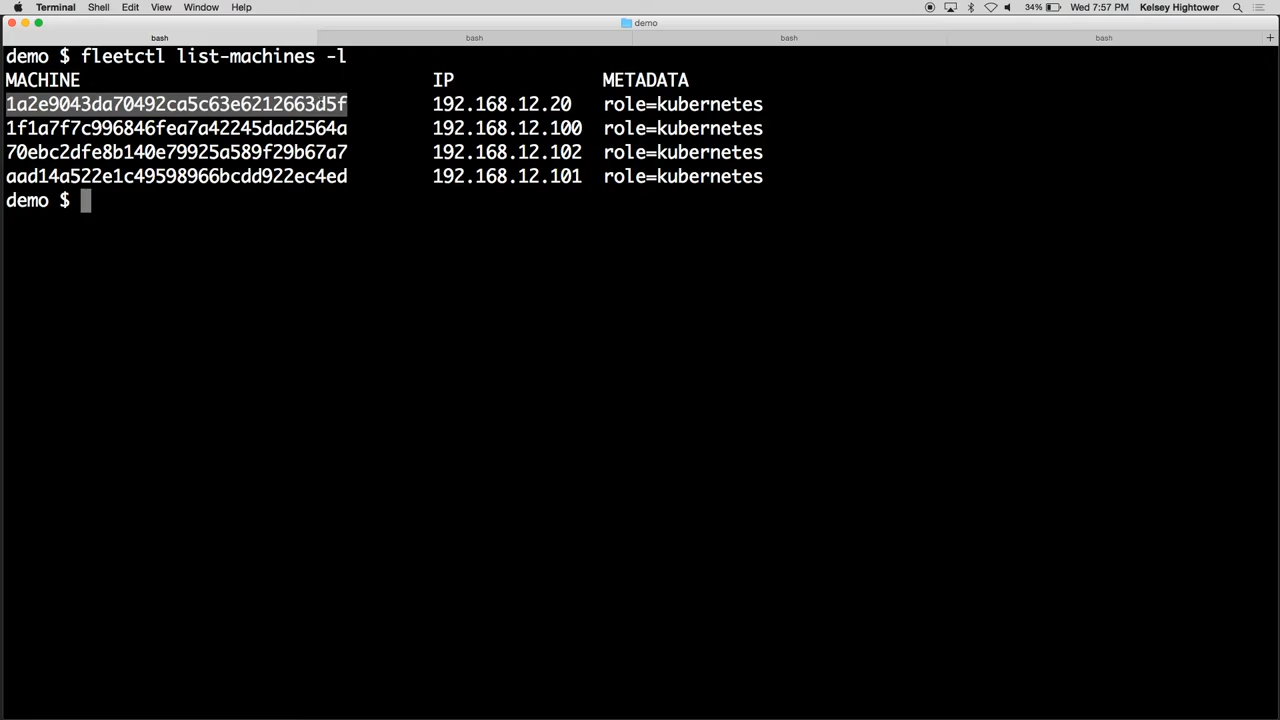 Terminal Shell Edit View Window Help 34% Wed 7:57 PM Kelsey Hightower
demo
bash bash bash bash +
demo $ fleetctl list-machines -l
MACHINE IP METADATA
1a2e9043da70492ca5c63e6212663d5f 192.168.12.20 role=kubernetes
1f1a7f7c996846fea7a42245dad2564a 192.168.12.100 role=kubernetes
70ebc2dfe8b140e79925a589f29b67a7 192.168.12.102 role=kubernetes
aad14a522e1c49598966bcdd922ec4ed 192.168.12.101 role=kubernetes
demo $